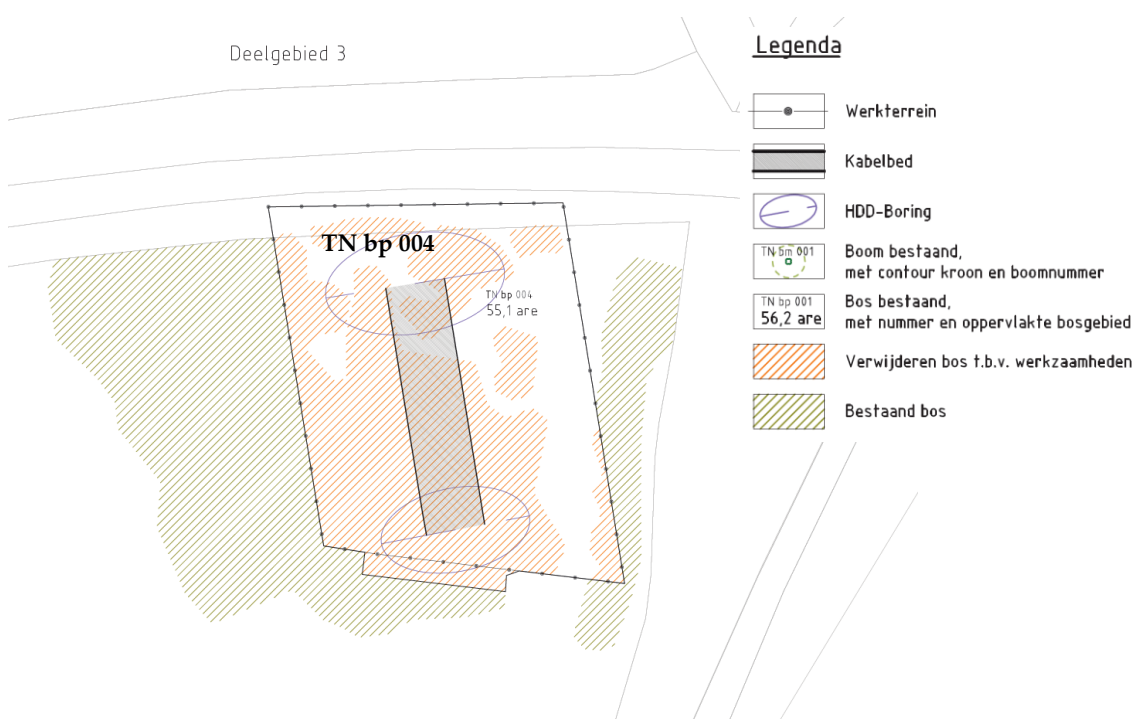 Deelgebied 3
TN bp 004
TN bp 004
55,1 are
Legenda
Werkterrein
Kabelbed
HDD-Boring
TN bm 001
Boom bestaand,
met contour kroon en boomnummer
TN bp 001
56,2 are
Bos bestaand,
met nummer en oppervlakte bosgebied
Verwijderen bos t.b.v. werkzaamheden
Bestaand bos